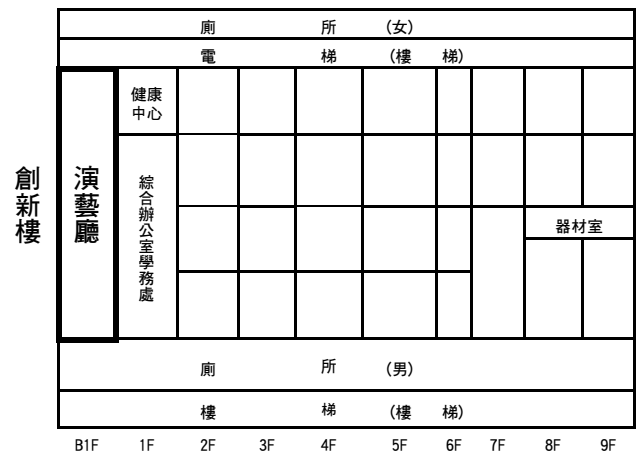 廁 所 (女)
電 梯 (樓 梯)
創新樓
演藝廳
健康
中心
綜合辦公室學務處
器材室
廁 所 (男)
樓 梯 (樓 梯)
B1F 1F 2F 3F 4F 5F 6F 7F 8F 9F